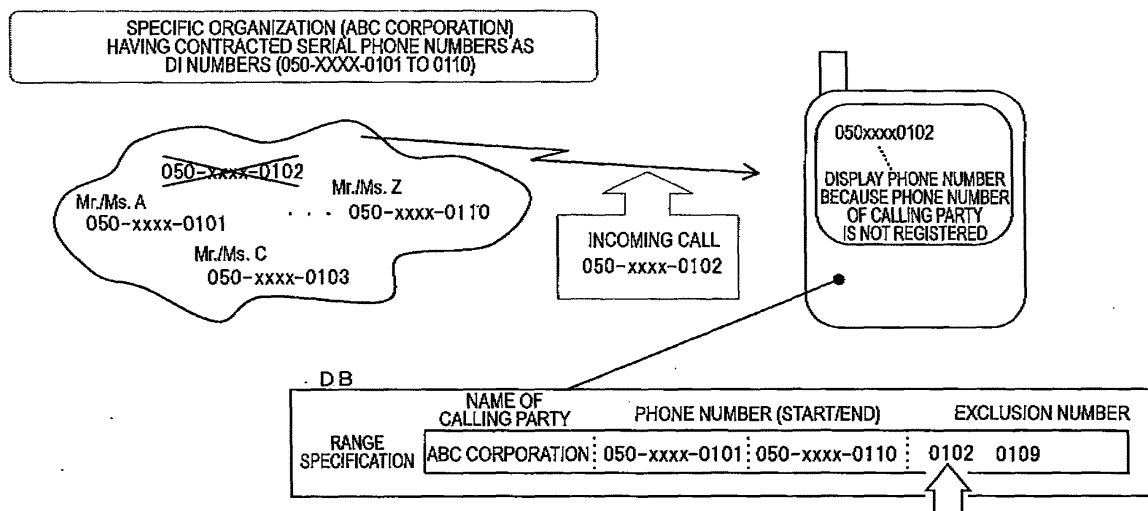 SPECIFIC ORGANIZATION (ABC CORPORATION)
HAVING CONTRACTED SERIAL PHONE NUMBERS AS
DI NUMBERS (050-XXXX-0101 TO 0110)
050-xxxx-0102
Mr./Ms. A
050-xxxx-0101
Mr./Ms. Z
. . . 050-xxxx-0110
Mr./Ms. C
050-xxxx-0103
INCOMING CALL
050-xxxx-0102
050xxxx0102
DISPLAY PHONE NUMBER
BECAUSE PHONE NUMBER
OF CALLING PARTY
IS NOT REGISTERED
DB
NAME OF
CALLING PARTY
PHONE NUMBER (START/END)
EXCLUSION NUMBER
RANGE
SPECIFICATION
ABC CORPORATION 050-xxxx-0101 050-xxxx-0110 0102 0109